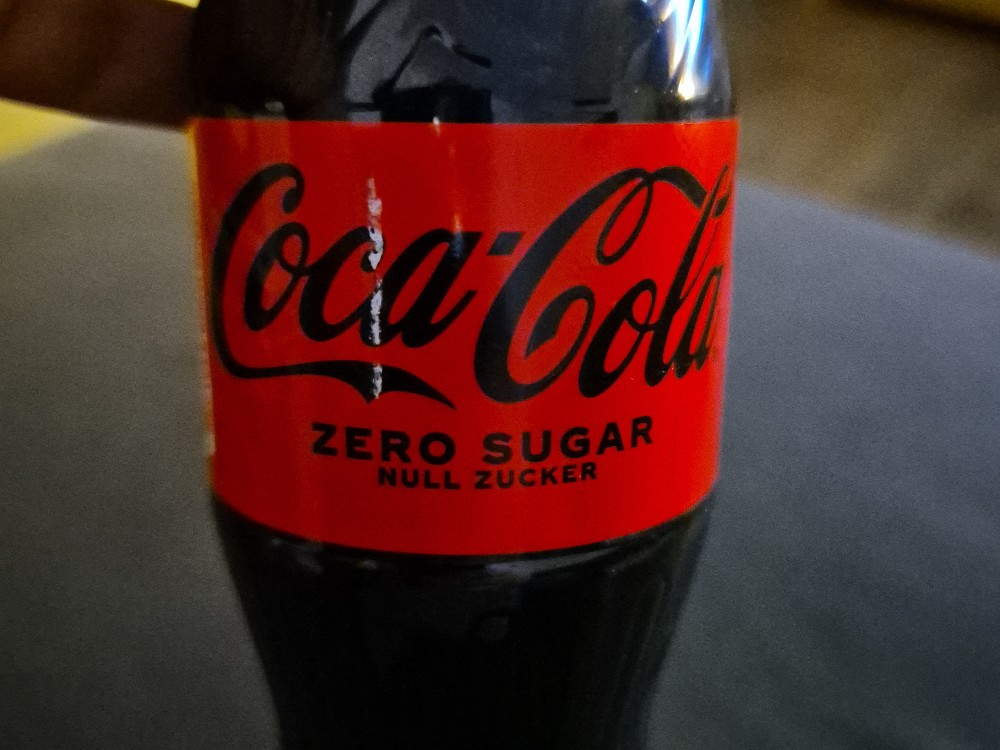 Coca-Cola
ZERO SUGAR
NULL ZUCKER